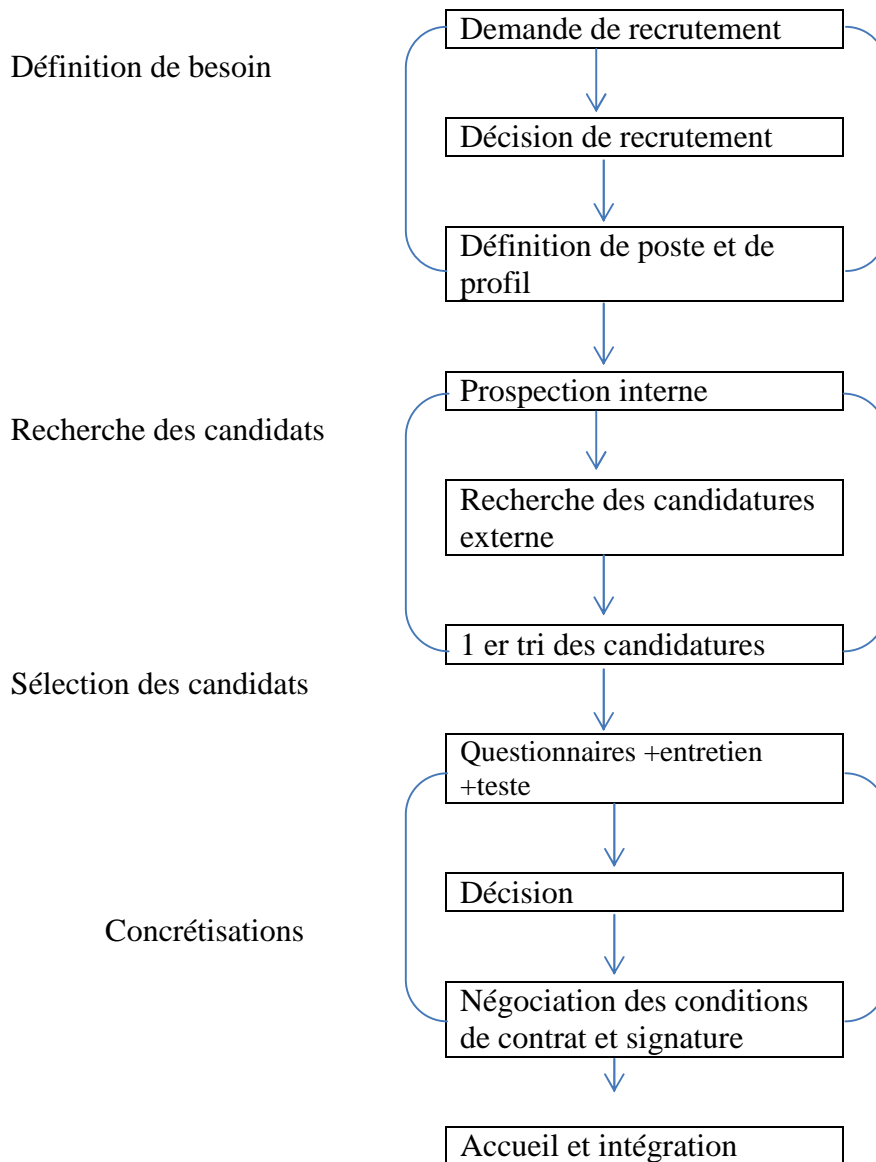 Demande de recrutement
Définition de besoin
Décision de recrutement
Définition de poste et de
profil
Prospection interne
Recherche des candidats
Recherche des candidatures
externe
1 er tri des candidatures
Sélection des candidats
Questionnaires +entretien
+teste
Décision
Concrétisations
Négociation des conditions
de contrat et signature
Accueil et intégration